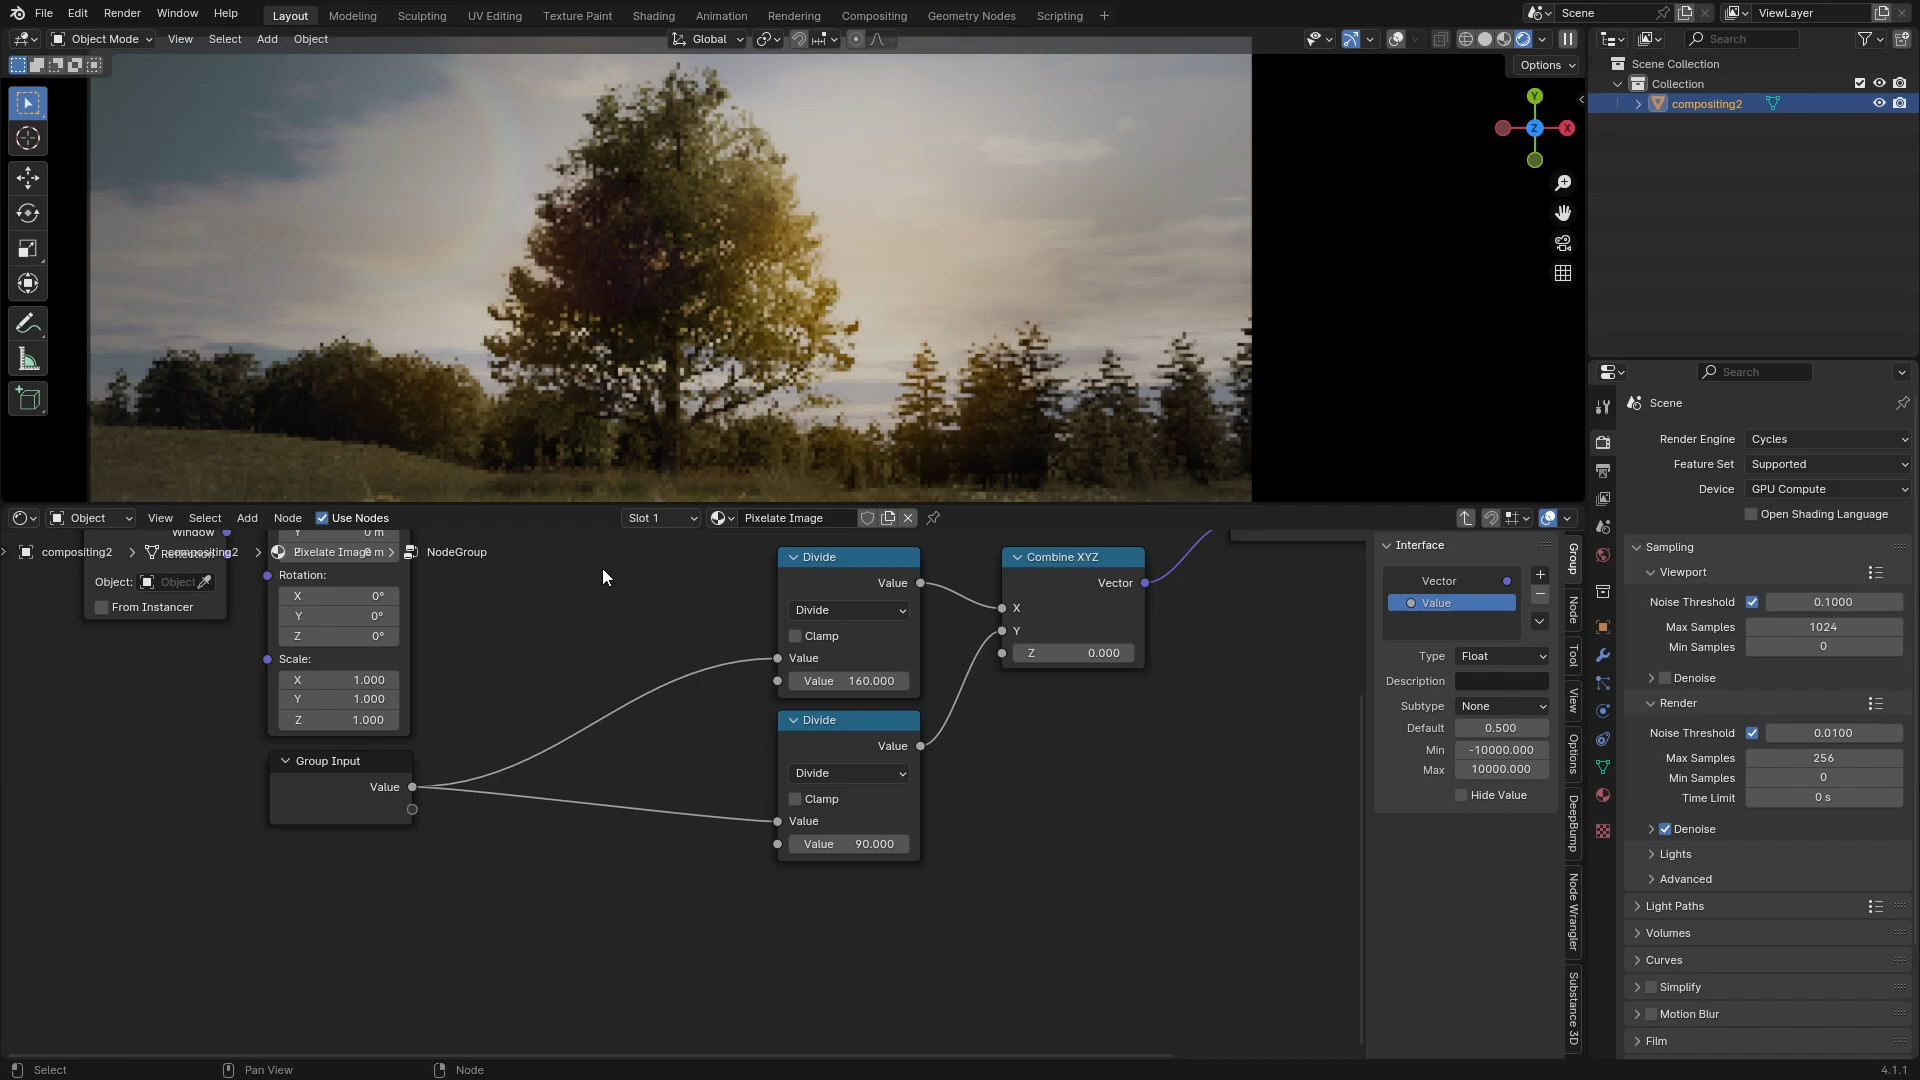 File Edit Render Window Help Layout Modeling Sculpting UV Editing Texture Paint Shading Animation Rendering Compositing Geometry Nodes Scripting + Scene ViewLayer
Object Mode View Select Add Object Global Search
Options
Scene Collection
Collection
compositing2
Y
X
Z
Search
Scene
Render Engine Cycles
Feature Set Supported
Device GPU Compute
Open Shading Language
Sampling
Viewport
Noise Threshold 0.1000
Max Samples 1024
Min Samples 0
Denoise
Render
Noise Threshold 0.0100
Max Samples 256
Min Samples 0
Time Limit 0 s
Denoise
Lights
Advanced
Light Paths
Volumes
Curves
Simplify
Motion Blur
Film
Object View Select Add Node Use Nodes Slot 1 Pixelate Image
Window
Reflection
compositing2 compositing2 Pixelate Image NodeGroup
Object: Object
From Instancer
Y 0 m
Z 0 m
Rotation:
X 0°
Y 0°
Z 0°
Scale:
X 1.000
Y 1.000
Z 1.000
Group Input
Value
Divide
Value
Divide
Clamp
Value
Value 160.000
Divide
Value
Divide
Clamp
Value
Value 90.000
Combine XYZ
Vector
X
Y
Z 0.000
Interface
Vector
Value
Type Float
Description
Subtype None
Default 0.500
Min -10000.000
Max 10000.000
Hide Value
Group
Node
Tool
View
Options
DeepBump
Node Wrangler
Substance 3D
Select Pan View Node 4.1.1